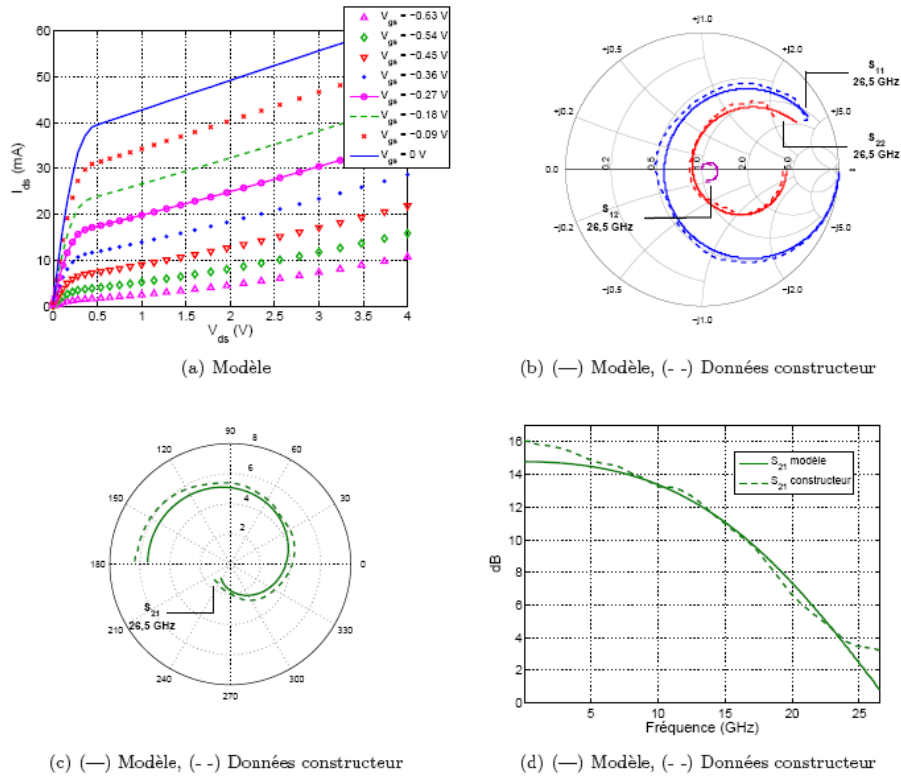 V_gs = −0.63 V
V_gs = −0.54 V
V_gs = −0.45 V
V_gs = −0.36 V
V_gs = −0.27 V
V_gs = −0.18 V
V_gs = −0.09 V
V_gs = 0 V
60
50
40
30
20
10
0
I_ds (mA)
0 0.5 1 1.5 2 2.5 3 3.5 4
V_ds (V)
(a) Modèle
+j1.0
+j0.5
+j2.0
+j0.2
+j5.0
0.0
0.2
0.5
1.0
2.0
5.0
∞
−j0.2
−j5.0
−j0.5
−j2.0
−j1.0
S_11
26,5 GHz
S_22
26,5 GHz
S_12
26,5 GHz
(b) (—) Modèle, (- -) Données constructeur
90
8
120
60
6
150
30
4
2
180
0
S_21
26,5 GHz
210
330
240
300
270
(c) (—) Modèle, (- -) Données constructeur
16
14
12
10
8
6
4
2
0
dB
S_21 modèle
S_21 constructeur
5 10 15 20 25
Fréquence (GHz)
(d) (—) Modèle, (- -) Données constructeur